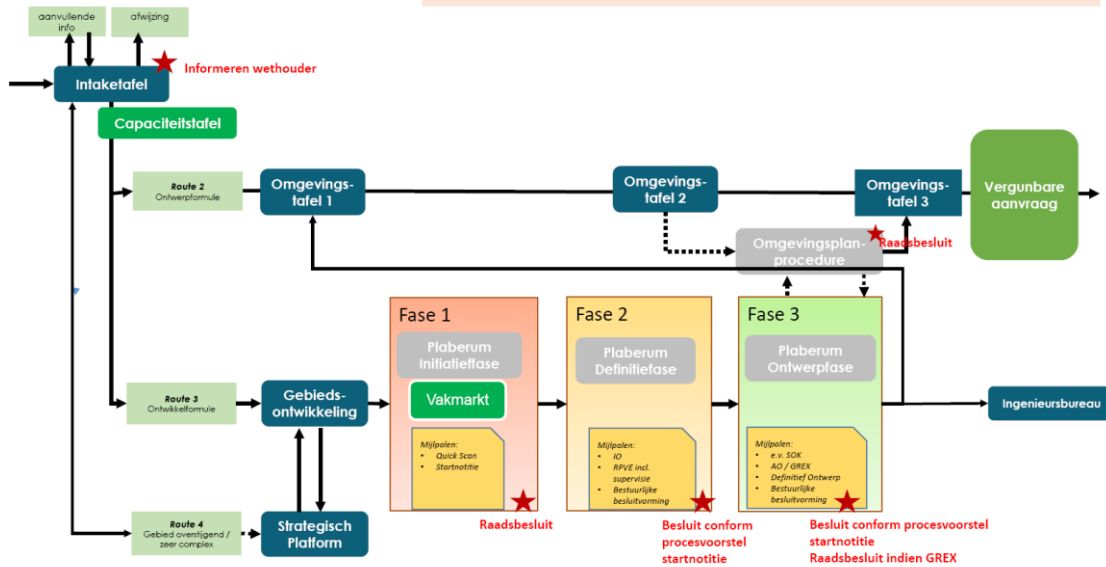 aanvullende
info
afwijzing
Intaketafel
Informeren wethouder
Capaciteitstafel
Route 2
Ontwerpformule
Omgevings-
tafel 1
Omgevings-
tafel 2
Omgevings
tafel 3
Vergunbare
aanvraag
Omgevingsplan-
procedure
Raadsbesluit
Fase 1
Plaberum
Initiatieffase
Vakmarkt
Mijlpalen:
• Quick Scan
• Startnotitie
Raadsbesluit
Fase 2
Plaberum
Definitiefase
Mijlpalen:
• IO
• RPVE incl.
supervisie
• Bestuurlijke
besluitvorming
Besluit conform
procesvoorstel
startnotitie
Fase 3
Plaberum
Ontwerpfase
Mijlpalen:
• e.v. SOK
• AO / GREX
• Definitief Ontwerp
• Bestuurlijke
besluitvorming
Besluit conform procesvoorstel
startnotitie
Raadsbesluit indien GREX
Route 3
Ontwikkelformule
Gebieds-
ontwikkeling
Ingenieursbureau
Route 4
Gebied overstijgend /
zeer complex
Strategisch
Platform